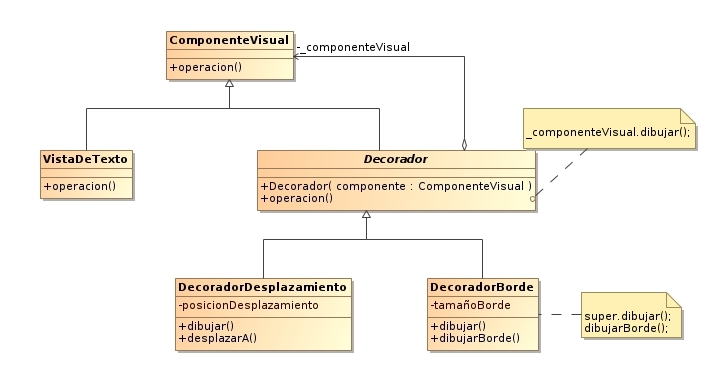 ComponenteVisual
+operacion()
-_componenteVisual
_componenteVisual.dibujar();
VistaDeTexto
+operacion()
Decorador
+Decorador( componente : ComponenteVisual )
+operacion()
DecoradorDesplazamiento
-posicionDesplazamiento
+dibujar()
+desplazarA()
DecoradorBorde
-tamañoBorde
+dibujar()
+dibujarBorde()
super.dibujar();
dibujarBorde();